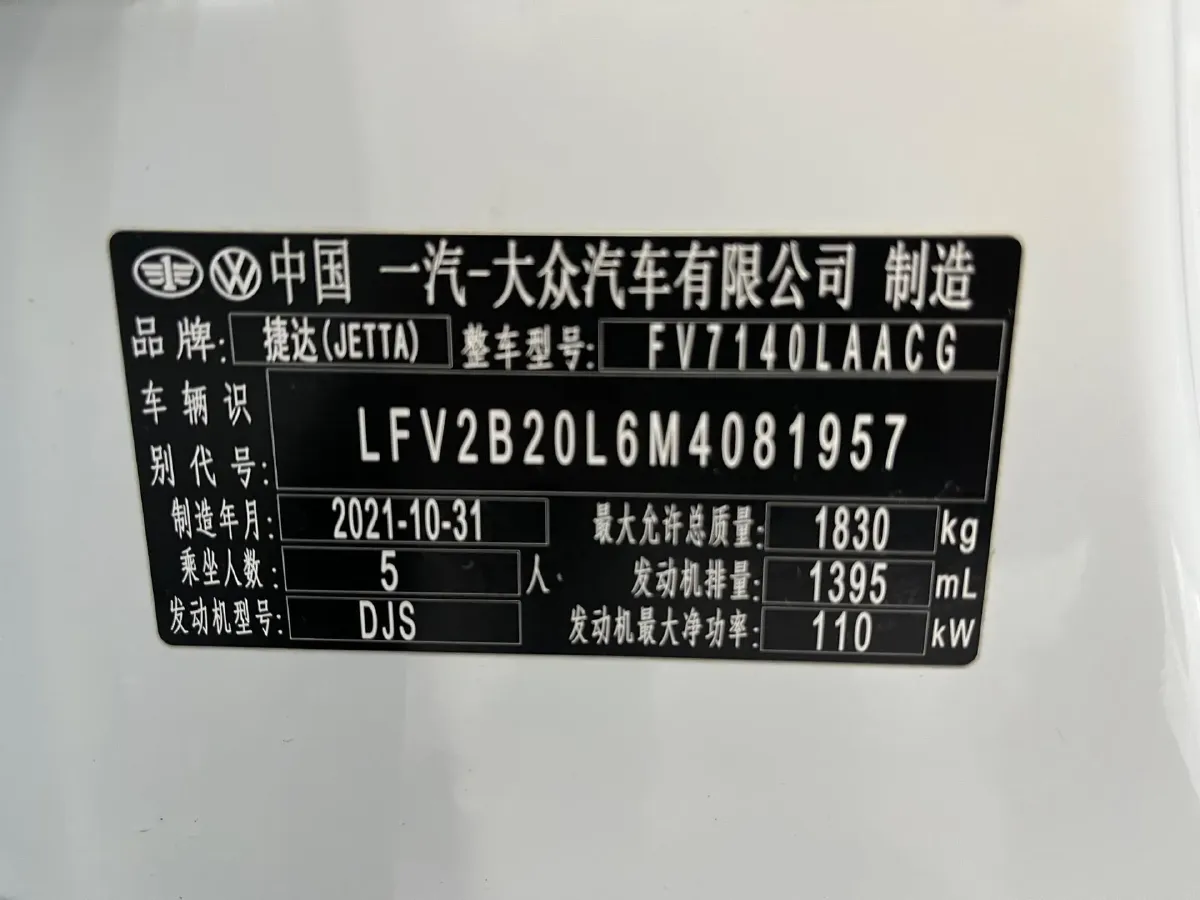 中国 一汽-大众汽车有限公司 制造
品牌: 捷达(JETTA) 整车型号: FV7140LAACG
车辆识
别代号: LFV2B20L6M4081957
制造年月: 2021-10-31 最大允许总质量: 1830 kg
乘坐人数: 5 人 发动机排量: 1395 mL
发动机型号: DJS 发动机最大净功率: 110 kW